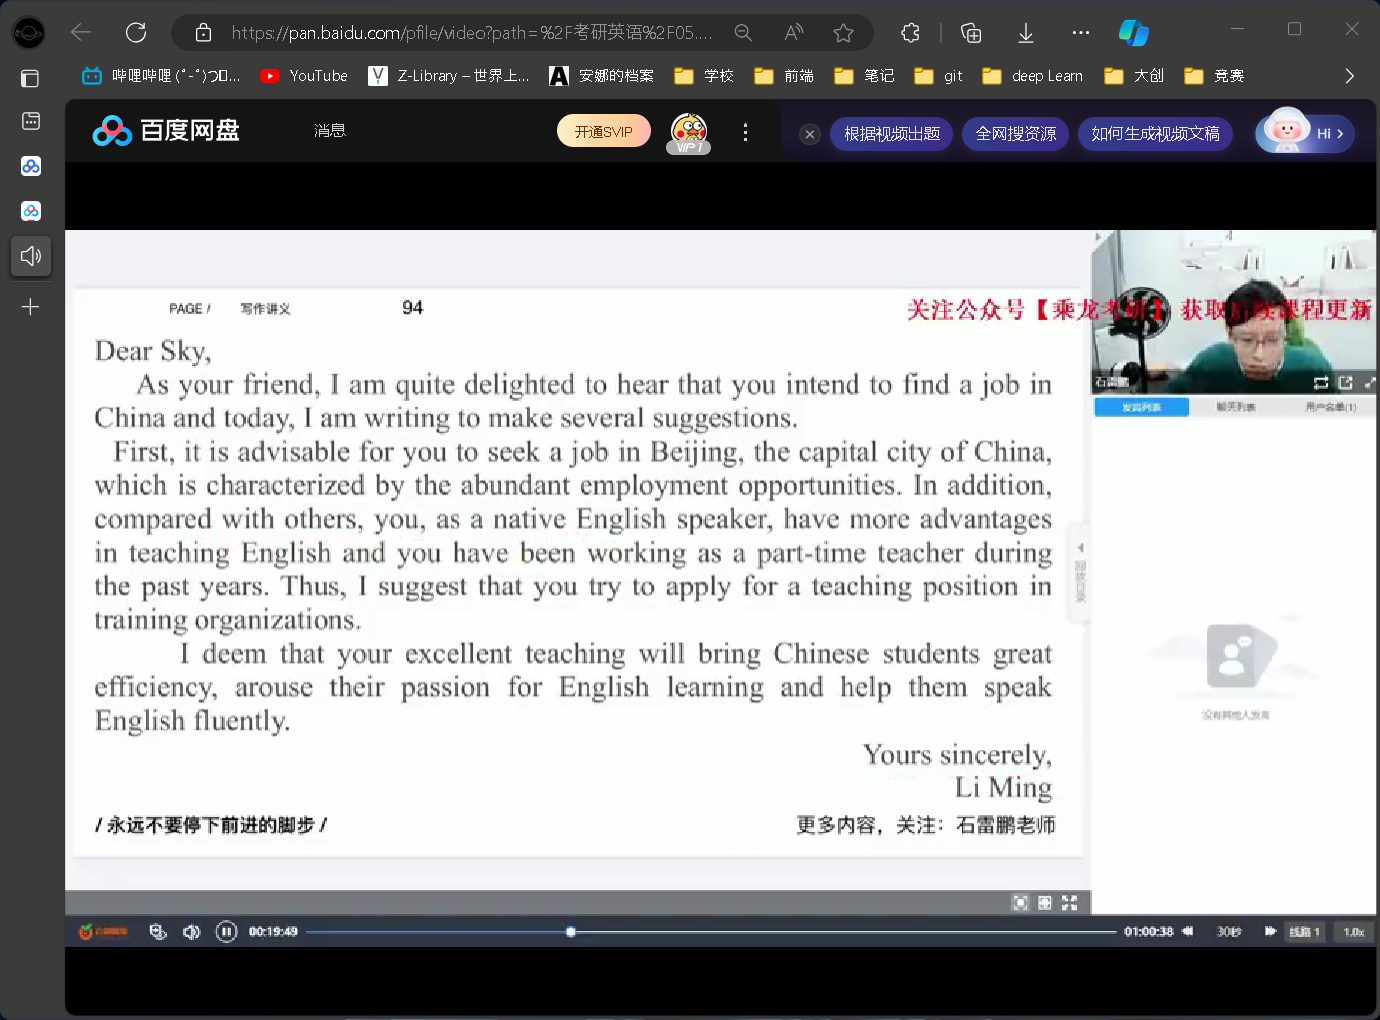 https://pan.baidu.com/pfile/video?path=%2F考研英语%2F05...
哔哩哔哩 (゜-゜)つ...
YouTube
Z-Library – 世界上...
安娜的档案
学校
前端
笔记
git
deep Learn
大创
竞赛
百度网盘
消息
开通SVIP
VIP 1
根据视频出题
全网搜资源
如何生成视频文稿
Hi >
PAGE / 写作讲义 94
关注公众号【乘龙考研】获取后续课程更新
Dear Sky,
As your friend, I am quite delighted to hear that you intend to find a job in
China and today, I am writing to make several suggestions.
First, it is advisable for you to seek a job in Beijing, the capital city of China,
which is characterized by the abundant employment opportunities. In addition,
compared with others, you, as a native English speaker, have more advantages
in teaching English and you have been working as a part-time teacher during
the past years. Thus, I suggest that you try to apply for a teaching position in
training organizations.
I deem that your excellent teaching will bring Chinese students great
efficiency, arouse their passion for English learning and help them speak
English fluently.
Yours sincerely,
Li Ming
/ 永远不要停下前进的脚步 /
更多内容，关注：石雷鹏老师
石雷鹏
发言列表
聊天列表
用户名单(1)
回放目录
没有其他人发言
00:19:49
01:00:38
30秒
线路 1
1.0x